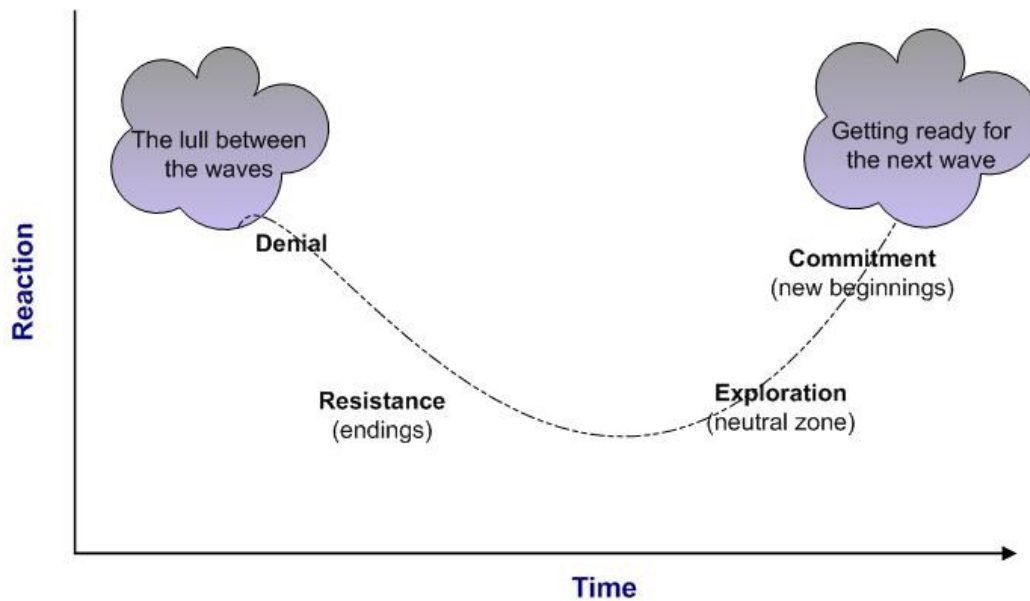 The lull between
the waves
Getting ready for
the next wave
Denial
Commitment
(new beginnings)
Reaction
Resistance
(endings)
Exploration
(neutral zone)
Time